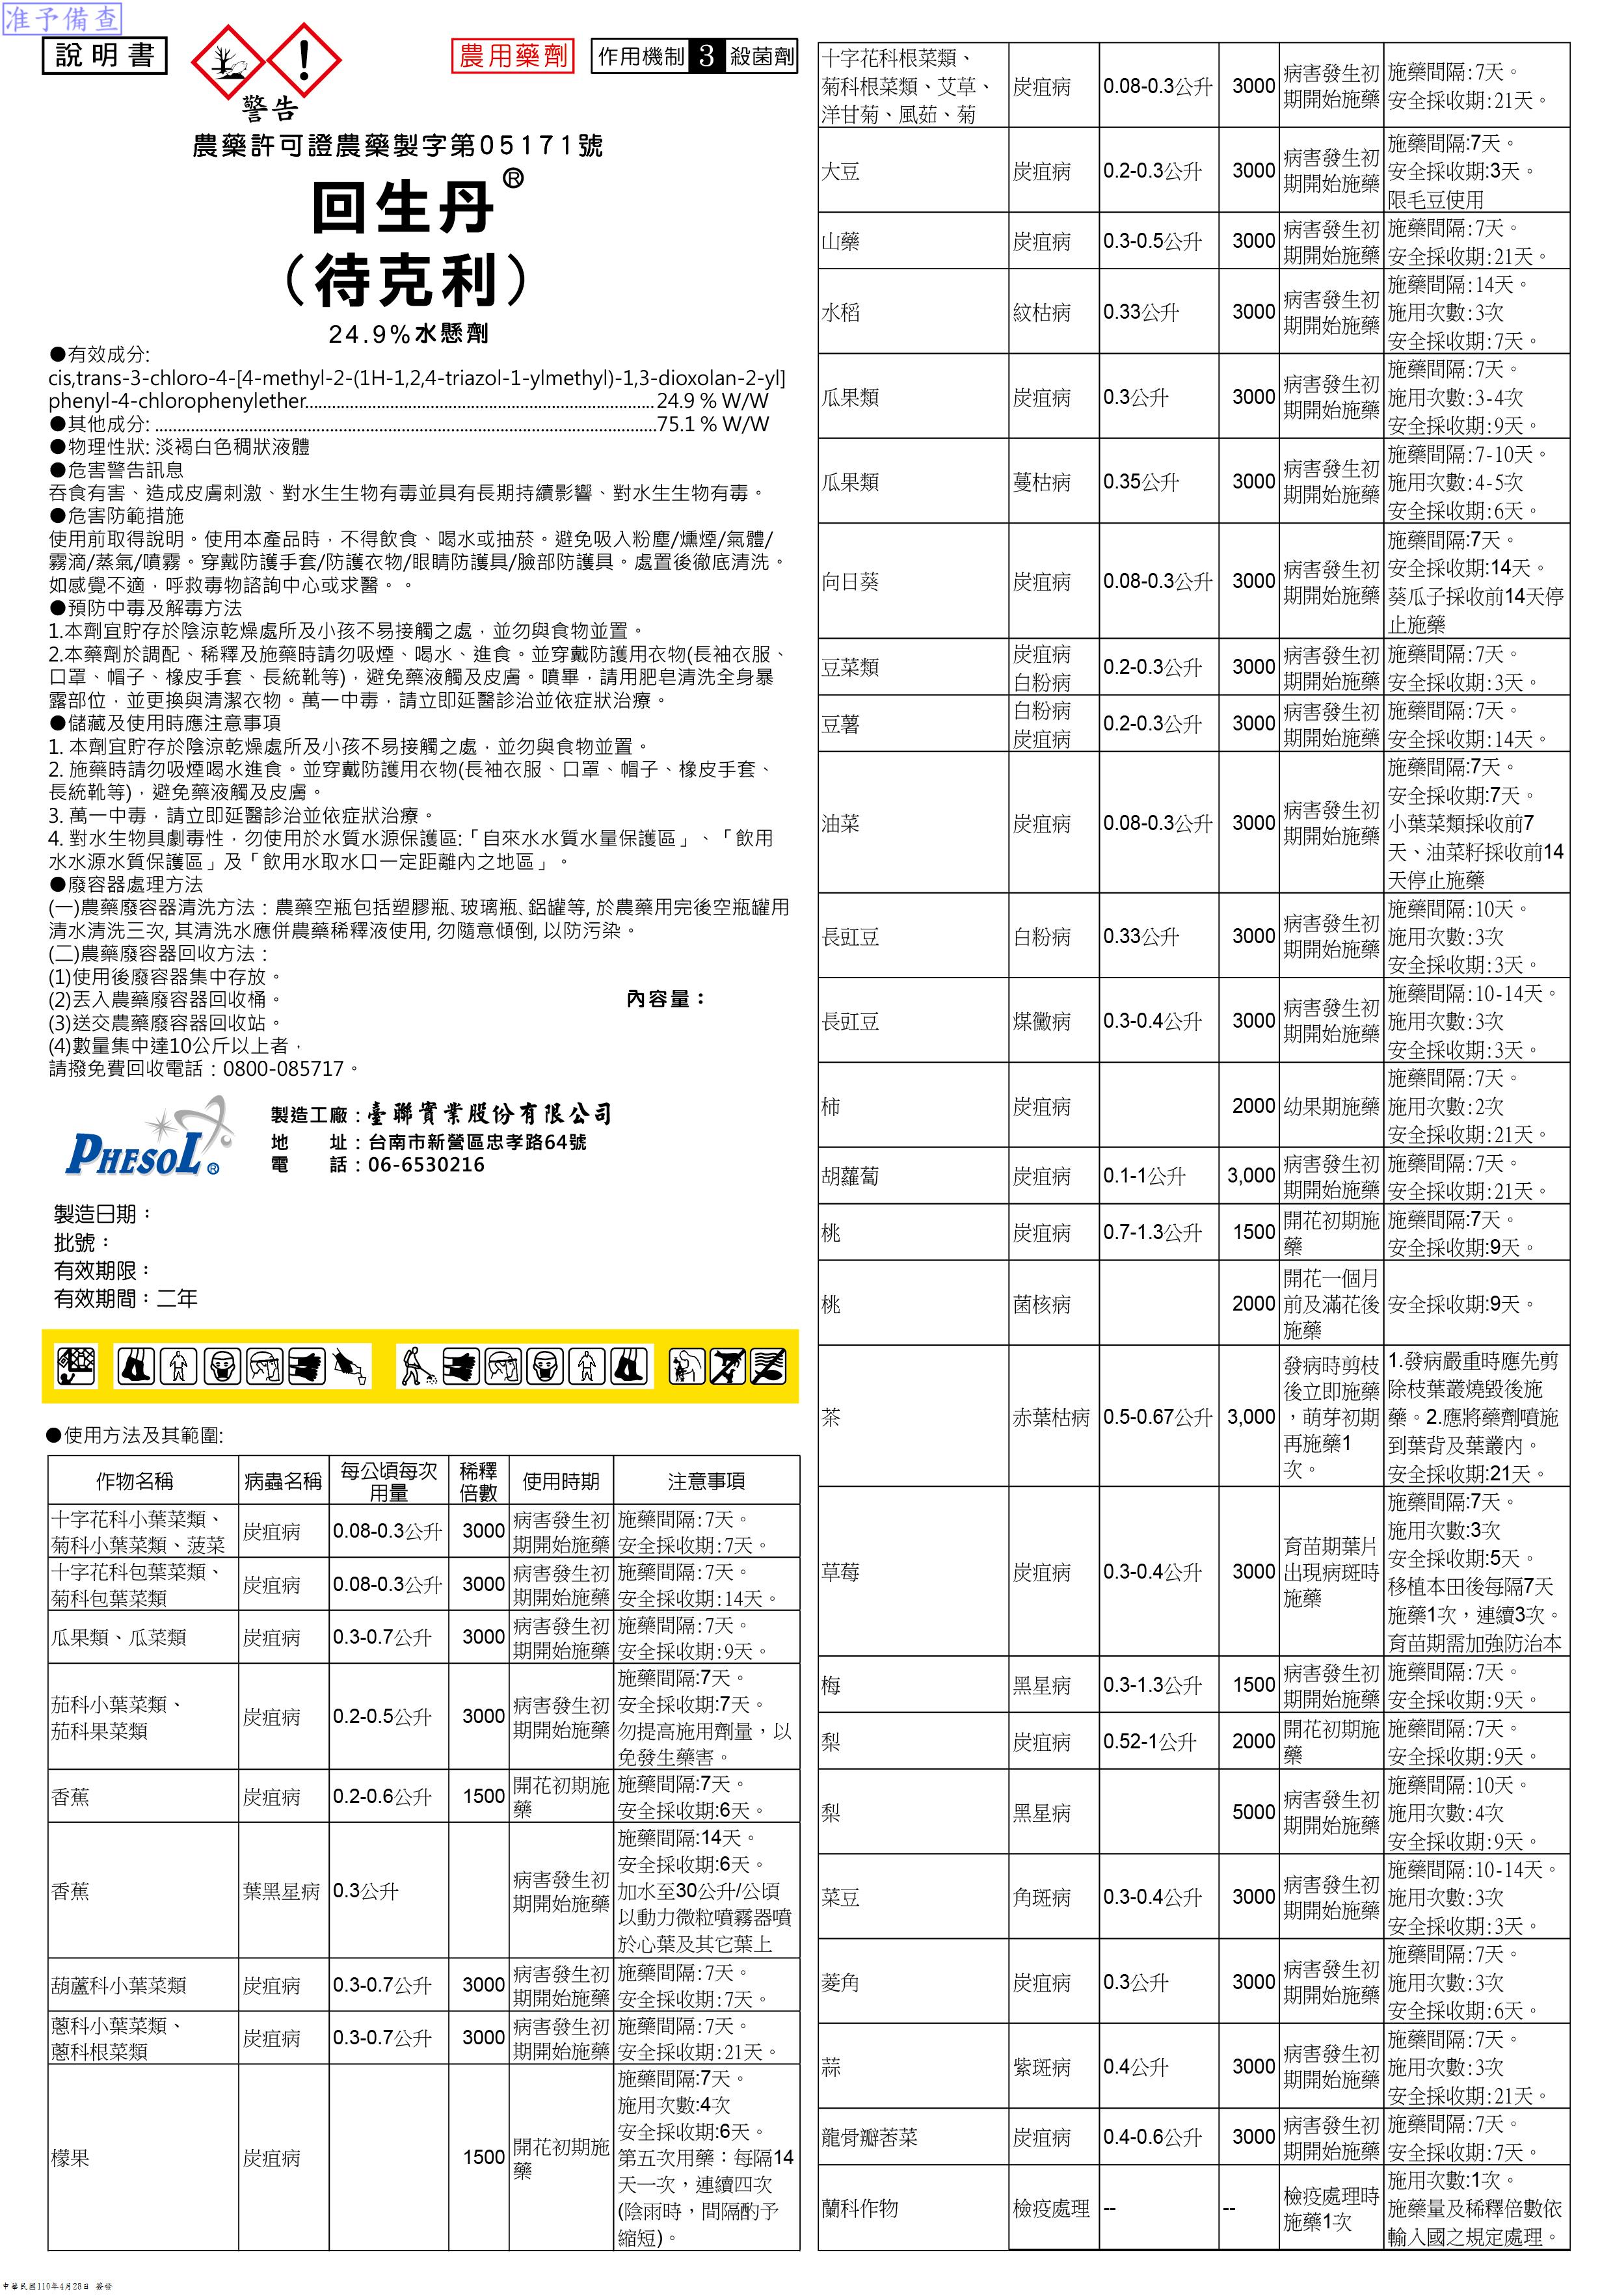 准予備查
說明書
農用藥劑
作用機制 3 殺菌劑
警告
農藥許可證農藥製字第05171號
回生丹®
（待克利）
24.9%水懸劑
●有效成分:
cis,trans-3-chloro-4-[4-methyl-2-(1H-1,2,4-triazol-1-ylmethyl)-1,3-dioxolan-2-yl]
phenyl-4-chlorophenylether..............................................................................24.9 % W/W
●其他成分: ................................................................................................................75.1 % W/W
●物理性狀: 淡褐白色稠狀液體
●危害警告訊息
吞食有害、造成皮膚刺激、對水生生物有毒並具有長期持續影響、對水生生物有毒。
●危害防範措施
使用前取得說明。使用本產品時，不得飲食、喝水或抽菸。避免吸入粉塵/燻煙/氣體/
霧滴/蒸氣/噴霧。穿戴防護手套/防護衣物/眼睛防護具/臉部防護具。處置後徹底清洗。
如感覺不適，呼救毒物諮詢中心或求醫。。
●預防中毒及解毒方法
1.本劑宜貯存於陰涼乾燥處所及小孩不易接觸之處，並勿與食物並置。
2.本藥劑於調配、稀釋及施藥時請勿吸煙、喝水、進食。並穿戴防護用衣物(長袖衣服、
口罩、帽子、橡皮手套、長統靴等)，避免藥液觸及皮膚。噴畢，請用肥皂清洗全身暴
露部位，並更換與清潔衣物。萬一中毒，請立即延醫診治並依症狀治療。
●儲藏及使用時應注意事項
1. 本劑宜貯存於陰涼乾燥處所及小孩不易接觸之處，並勿與食物並置。
2. 施藥時請勿吸煙喝水進食。並穿戴防護用衣物(長袖衣服、口罩、帽子、橡皮手套、
長統靴等)，避免藥液觸及皮膚。
3. 萬一中毒，請立即延醫診治並依症狀治療。
4. 對水生物具劇毒性，勿使用於水質水源保護區:「自來水水質水量保護區」、「飲用
水水源水質保護區」及「飲用水取水口一定距離內之地區」。
●廢容器處理方法
(一)農藥廢容器清洗方法：農藥空瓶包括塑膠瓶、玻璃瓶、鋁罐等, 於農藥用完後空瓶罐用
清水清洗三次, 其清洗水應併農藥稀釋液使用, 勿隨意傾倒, 以防污染。
(二)農藥廢容器回收方法：
(1)使用後廢容器集中存放。
(2)丟入農藥廢容器回收桶。
內容量：
(3)送交農藥廢容器回收站。
(4)數量集中達10公斤以上者，
請撥免費回收電話：0800-085717。
PHESOL®
製造工廠：臺聯實業股份有限公司
地　　址：台南市新營區忠孝路64號
電　　話：06-6530216
製造日期：
批號：
有效期限：
有效期間：二年
●使用方法及其範圍:
作物名稱 病蟲名稱 每公頃每次用量 稀釋倍數 使用時期 注意事項
十字花科小葉菜類、菊科小葉菜類、菠菜 炭疽病 0.08-0.3公升 3000 病害發生初期開始施藥 施藥間隔:7天。安全採收期:7天。
十字花科包葉菜類、菊科包葉菜類 炭疽病 0.08-0.3公升 3000 病害發生初期開始施藥 施藥間隔:7天。安全採收期:14天。
瓜果類、瓜菜類 炭疽病 0.3-0.7公升 3000 病害發生初期開始施藥 施藥間隔:7天。安全採收期:9天。
茄科小葉菜類、茄科果菜類 炭疽病 0.2-0.5公升 3000 病害發生初期開始施藥 施藥間隔:7天。安全採收期:7天。勿提高施用劑量，以免發生藥害。
香蕉 炭疽病 0.2-0.6公升 1500 開花初期施藥 施藥間隔:7天。安全採收期:6天。
香蕉 葉黑星病 0.3公升 病害發生初期開始施藥 施藥間隔:14天。安全採收期:6天。加水至30公升/公頃以動力微粒噴霧器噴於心葉及其它葉上
葫蘆科小葉菜類 炭疽病 0.3-0.7公升 3000 病害發生初期開始施藥 施藥間隔:7天。安全採收期:7天。
蔥科小葉菜類、蔥科根菜類 炭疽病 0.3-0.7公升 3000 病害發生初期開始施藥 施藥間隔:7天。安全採收期:21天。
檬果 炭疽病 1500 開花初期施藥 施藥間隔:7天。施用次數:4次 安全採收期:6天。第五次用藥：每隔14天一次，連續四次(陰雨時，間隔酌予縮短)。
十字花科根菜類、菊科根菜類、艾草、洋甘菊、風茹、菊 炭疽病 0.08-0.3公升 3000 病害發生初期開始施藥 施藥間隔:7天。安全採收期:21天。
大豆 炭疽病 0.2-0.3公升 3000 病害發生初期開始施藥 施藥間隔:7天。安全採收期:3天。限毛豆使用
山藥 炭疽病 0.3-0.5公升 3000 病害發生初期開始施藥 施藥間隔:7天。安全採收期:21天。
水稻 紋枯病 0.33公升 3000 病害發生初期開始施藥 施藥間隔:14天。施用次數:3次 安全採收期:7天。
瓜果類 炭疽病 0.3公升 3000 病害發生初期開始施藥 施藥間隔:7天。施用次數:3-4次 安全採收期:9天。
瓜果類 蔓枯病 0.35公升 3000 病害發生初期開始施藥 施藥間隔:7-10天。施用次數:4-5次 安全採收期:6天。
向日葵 炭疽病 0.08-0.3公升 3000 病害發生初期開始施藥 施藥間隔:7天。安全採收期:14天。葵瓜子採收前14天停止施藥
豆菜類 炭疽病 白粉病 0.2-0.3公升 3000 病害發生初期開始施藥 施藥間隔:7天。安全採收期:3天。
豆薯 白粉病 炭疽病 0.2-0.3公升 3000 病害發生初期開始施藥 施藥間隔:7天。安全採收期:14天。
油菜 炭疽病 0.08-0.3公升 3000 病害發生初期開始施藥 施藥間隔:7天。安全採收期:7天。小葉菜類採收前7天、油菜籽採收前14天停止施藥
長豇豆 白粉病 0.33公升 3000 病害發生初期開始施藥 施藥間隔:10天。施用次數:3次 安全採收期:3天。
長豇豆 煤黴病 0.3-0.4公升 3000 病害發生初期開始施藥 施藥間隔:10-14天。施用次數:3次 安全採收期:3天。
柿 炭疽病 2000 幼果期施藥 施藥間隔:7天。施用次數:2次 安全採收期:21天。
胡蘿蔔 炭疽病 0.1-1公升 3,000 病害發生初期開始施藥 施藥間隔:7天。安全採收期:21天。
桃 炭疽病 0.7-1.3公升 1500 開花初期施藥 施藥間隔:7天。安全採收期:9天。
桃 菌核病 2000 開花一個月前及滿花後施藥 安全採收期:9天。
茶 赤葉枯病 0.5-0.67公升 3,000 發病時剪枝後立即施藥，萌芽初期再施藥1次。 1.發病嚴重時應先剪除枝葉叢燒毀後施藥。2.應將藥劑噴施到葉背及葉叢內。安全採收期:21天。
草莓 炭疽病 0.3-0.4公升 3000 育苗期葉片出現病斑時施藥 施藥間隔:7天。施用次數:3次 安全採收期:5天。移植本田後每隔7天施藥1次，連續3次。育苗期需加強防治本
梅 黑星病 0.3-1.3公升 1500 病害發生初期開始施藥 施藥間隔:7天。安全採收期:9天。
梨 炭疽病 0.52-1公升 2000 開花初期施藥 施藥間隔:7天。安全採收期:9天。
梨 黑星病 5000 病害發生初期開始施藥 施藥間隔:10天。施用次數:4次 安全採收期:9天。
菜豆 角斑病 0.3-0.4公升 3000 病害發生初期開始施藥 施藥間隔:10-14天。施用次數:3次 安全採收期:3天。
菱角 炭疽病 0.3公升 3000 病害發生初期開始施藥 施藥間隔:7天。施用次數:3次 安全採收期:6天。
蒜 紫斑病 0.4公升 3000 病害發生初期開始施藥 施藥間隔:7天。施用次數:3次 安全採收期:21天。
龍骨瓣莕菜 炭疽病 0.4-0.6公升 3000 病害發生初期開始施藥 施藥間隔:7天。安全採收期:7天。
蘭科作物 檢疫處理 -- -- 檢疫處理時施藥1次 施用次數:1次。施藥量及稀釋倍數依輸入國之規定處理。
中華民國110年4月28日 簽發